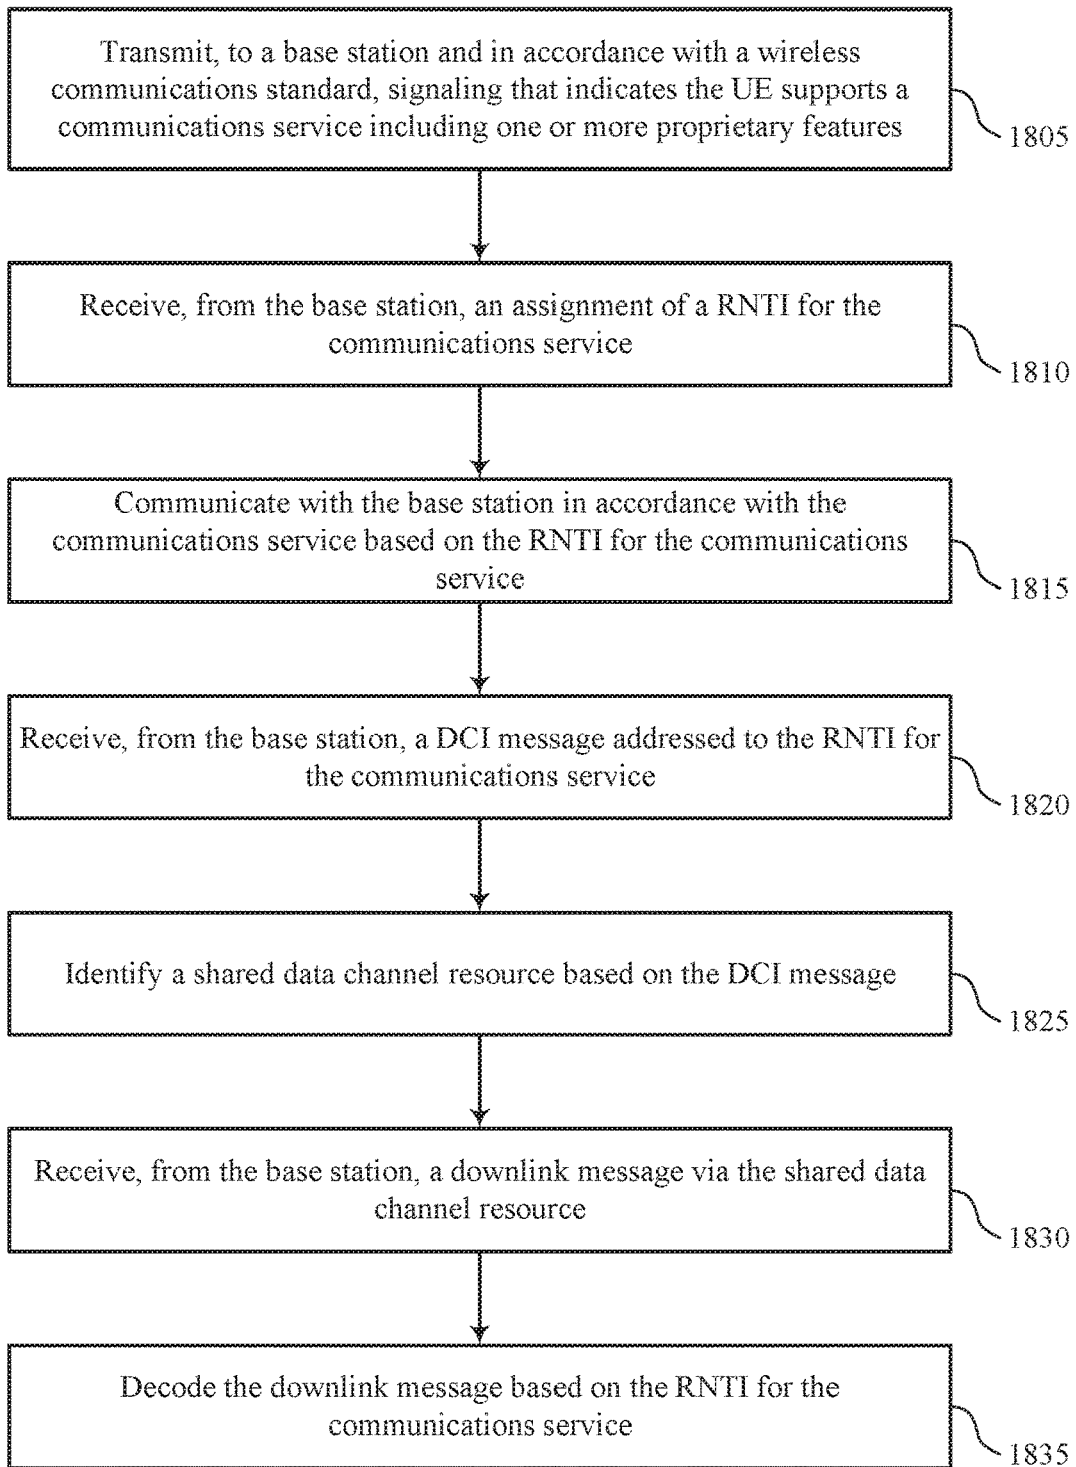 Transmit, to a base station and in accordance with a wireless
communications standard, signaling that indicates the UE supports a
communications service including one or more proprietary features
1805
Receive, from the base station, an assignment of a RNTI for the
communications service
1810
Communicate with the base station in accordance with the
communications service based on the RNTI for the communications
service
1815
Receive, from the base station, a DCI message addressed to the RNTI for
the communications service
1820
Identify a shared data channel resource based on the DCI message
1825
Receive, from the base station, a downlink message via the shared data
channel resource
1830
Decode the downlink message based on the RNTI for the
communications service
1835